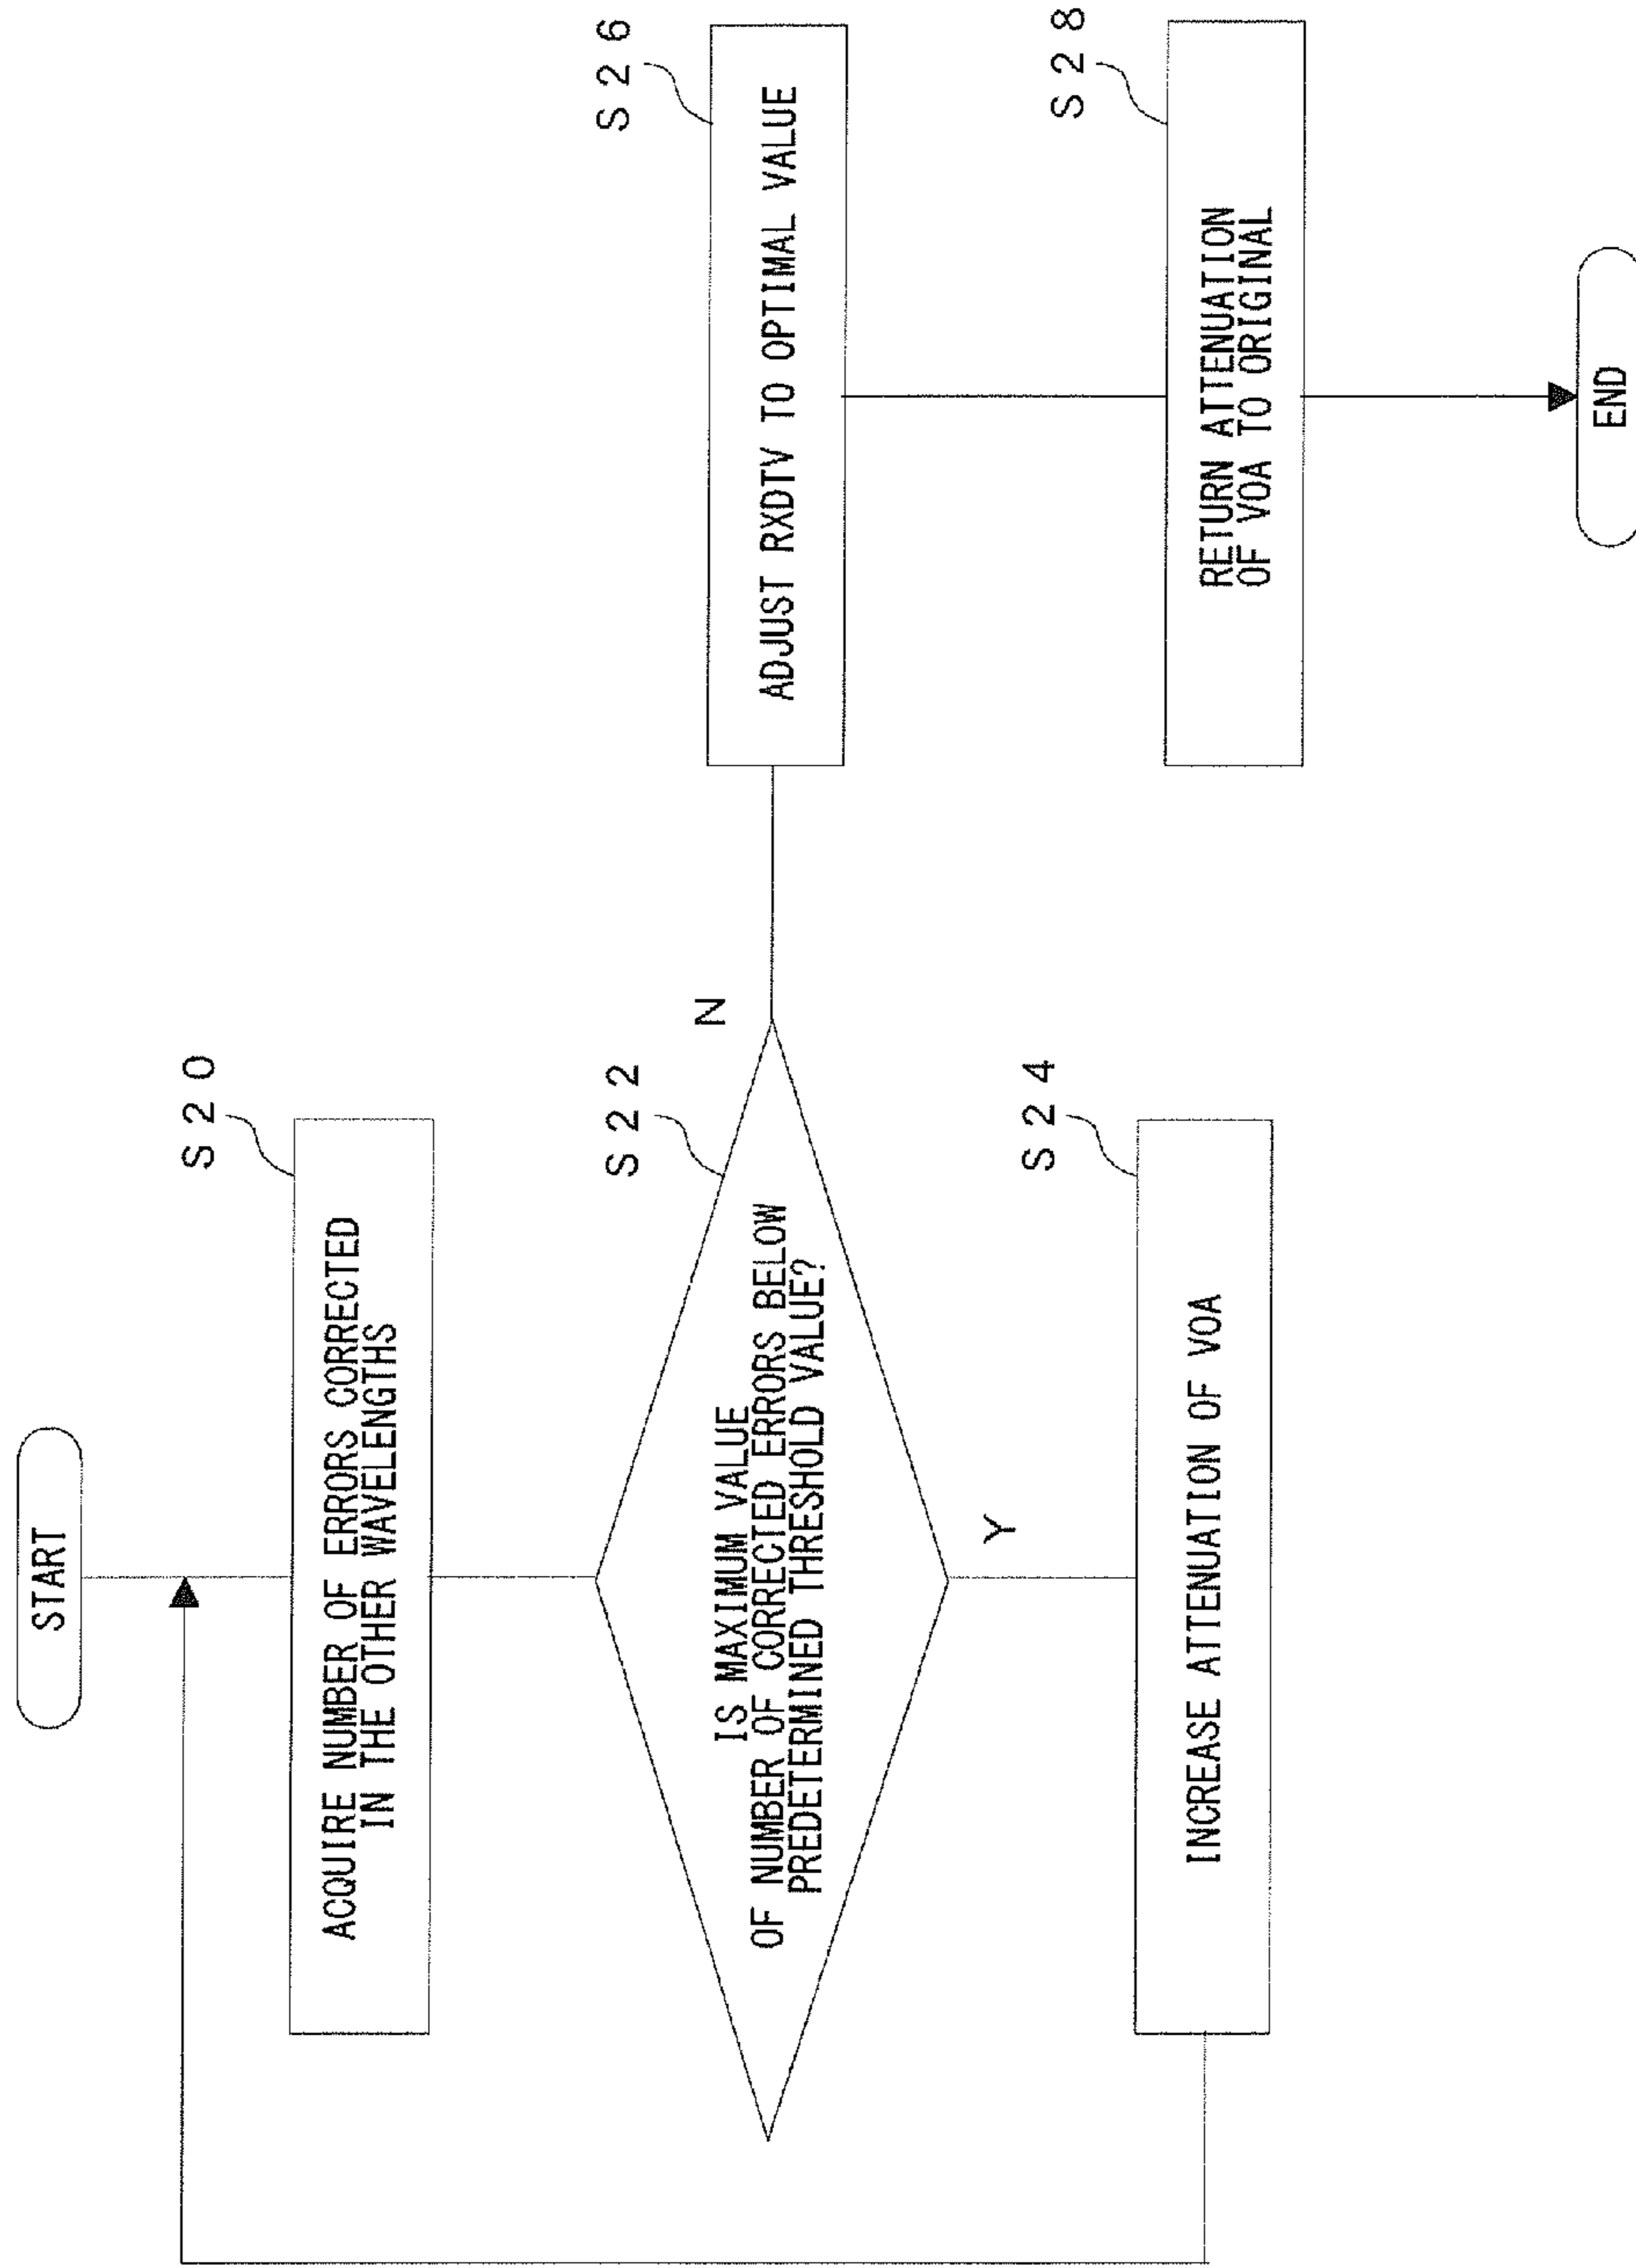 START
S20
ACQUIRE NUMBER OF ERRORS CORRECTED
IN THE OTHER WAVELENGTHS
S22
IS MAXIMUM VALUE
OF NUMBER OF CORRECTED ERRORS BELOW
PREDETERMINED THRESHOLD VALUE?
N
Y
S24
INCREASE ATTENUATION OF VOA
S26
ADJUST RXDTV TO OPTIMAL VALUE
S28
RETURN ATTENUATION
OF VOA TO ORIGINAL
END